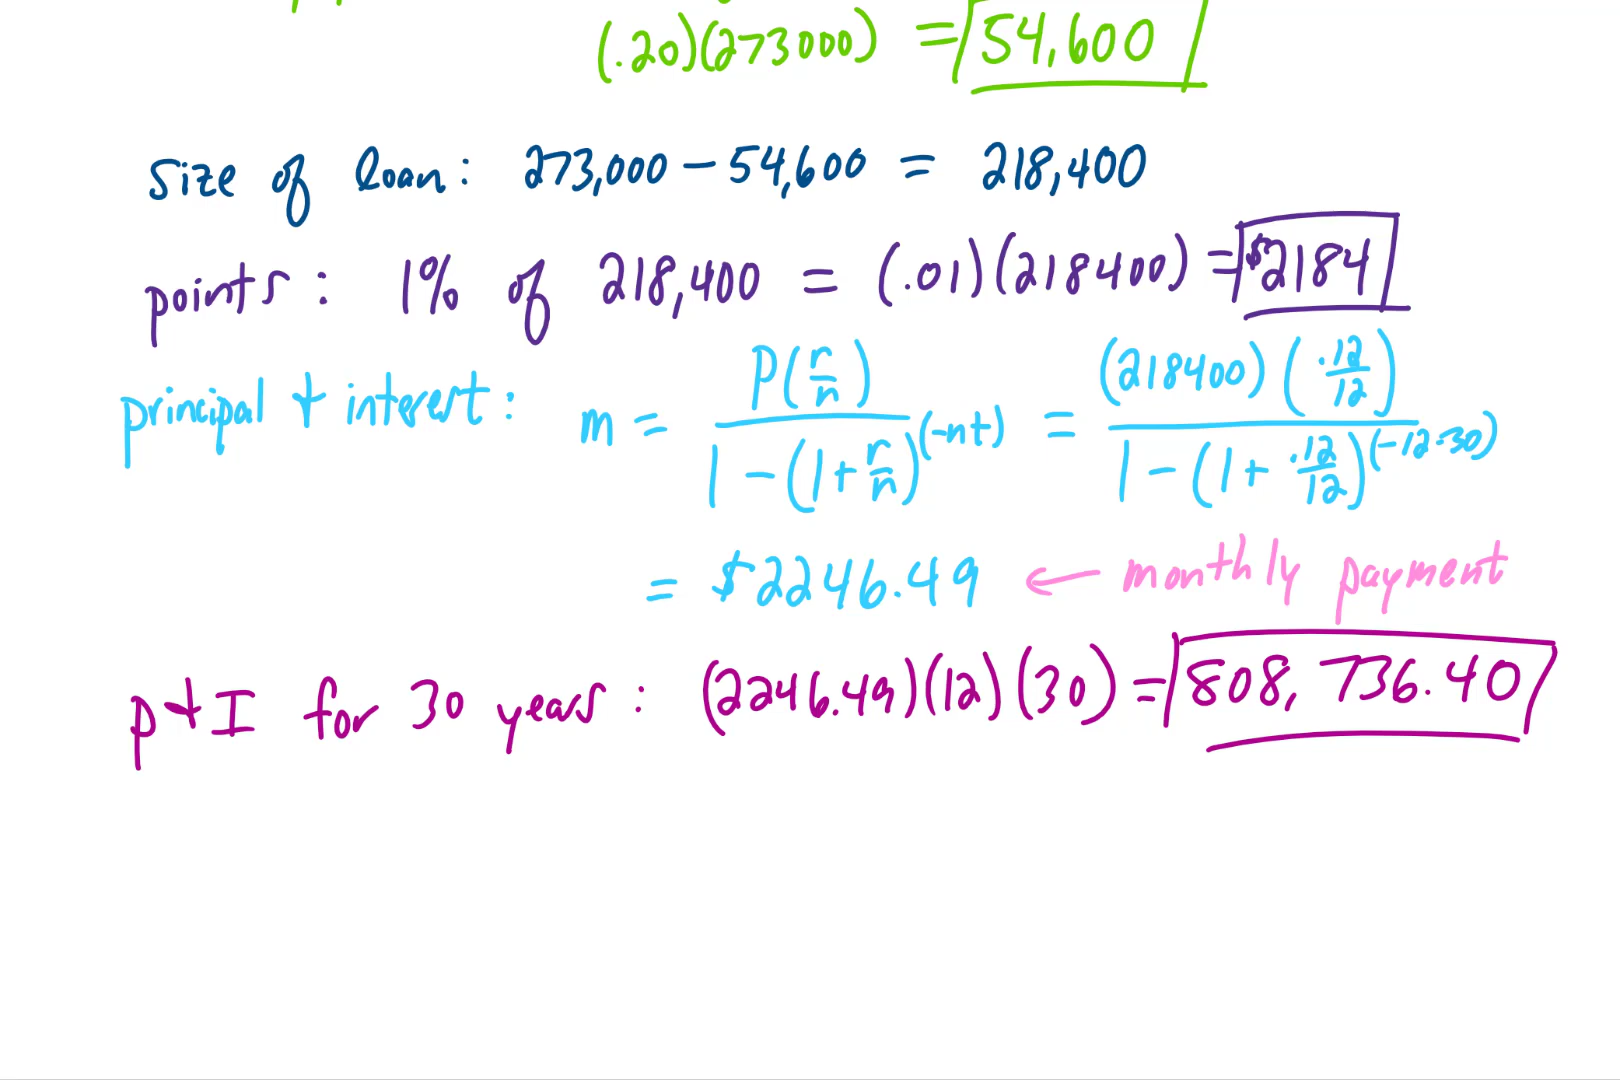 (.20)(273000) = 54,600
Size of loan: 273,000 - 54,600 = 218,400
points: 1% of 218,400 = (.01)(218400) = $2184
principal + interest: m = P(r/n) / 1 - (1 + r/n)^(-nt) = (218400)(.12/12) / 1 - (1 + .12/12)^(-12·30)
= $2246.49 ← monthly payment
p + I for 30 years: (2246.49)(12)(30) = 808,736.40